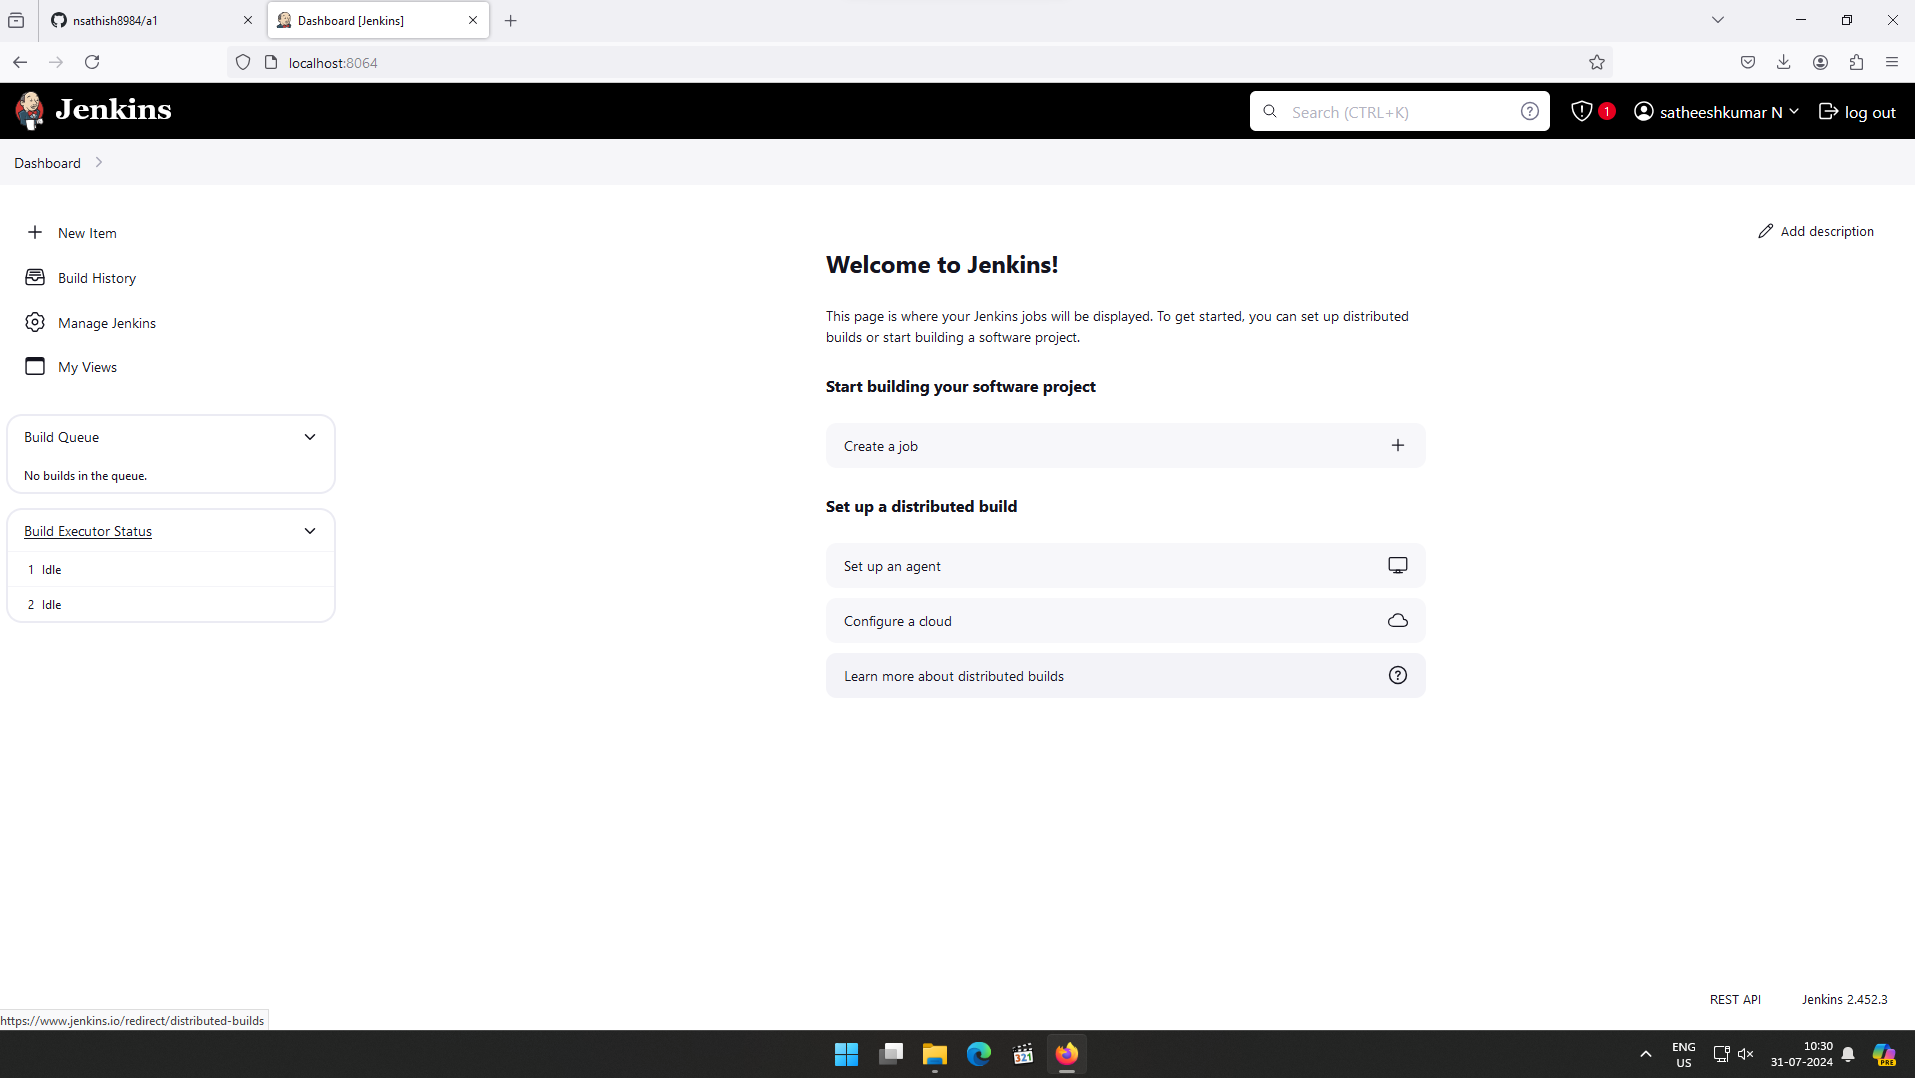 nsathish8984/a1
Dashboard [Jenkins]
localhost:8064
Jenkins
Search (CTRL+K)
1
satheeshkumar N
log out
Dashboard
New Item
Build History
Manage Jenkins
My Views
Build Queue
No builds in the queue.
Build Executor Status
1 Idle
2 Idle
Add description
Welcome to Jenkins!
This page is where your Jenkins jobs will be displayed. To get started, you can set up distributed
builds or start building a software project.
Start building your software project
Create a job
Set up a distributed build
Set up an agent
Configure a cloud
Learn more about distributed builds
REST API
Jenkins 2.452.3
https://www.jenkins.io/redirect/distributed-builds
321
ENG
US
10:30
31-07-2024
PRE